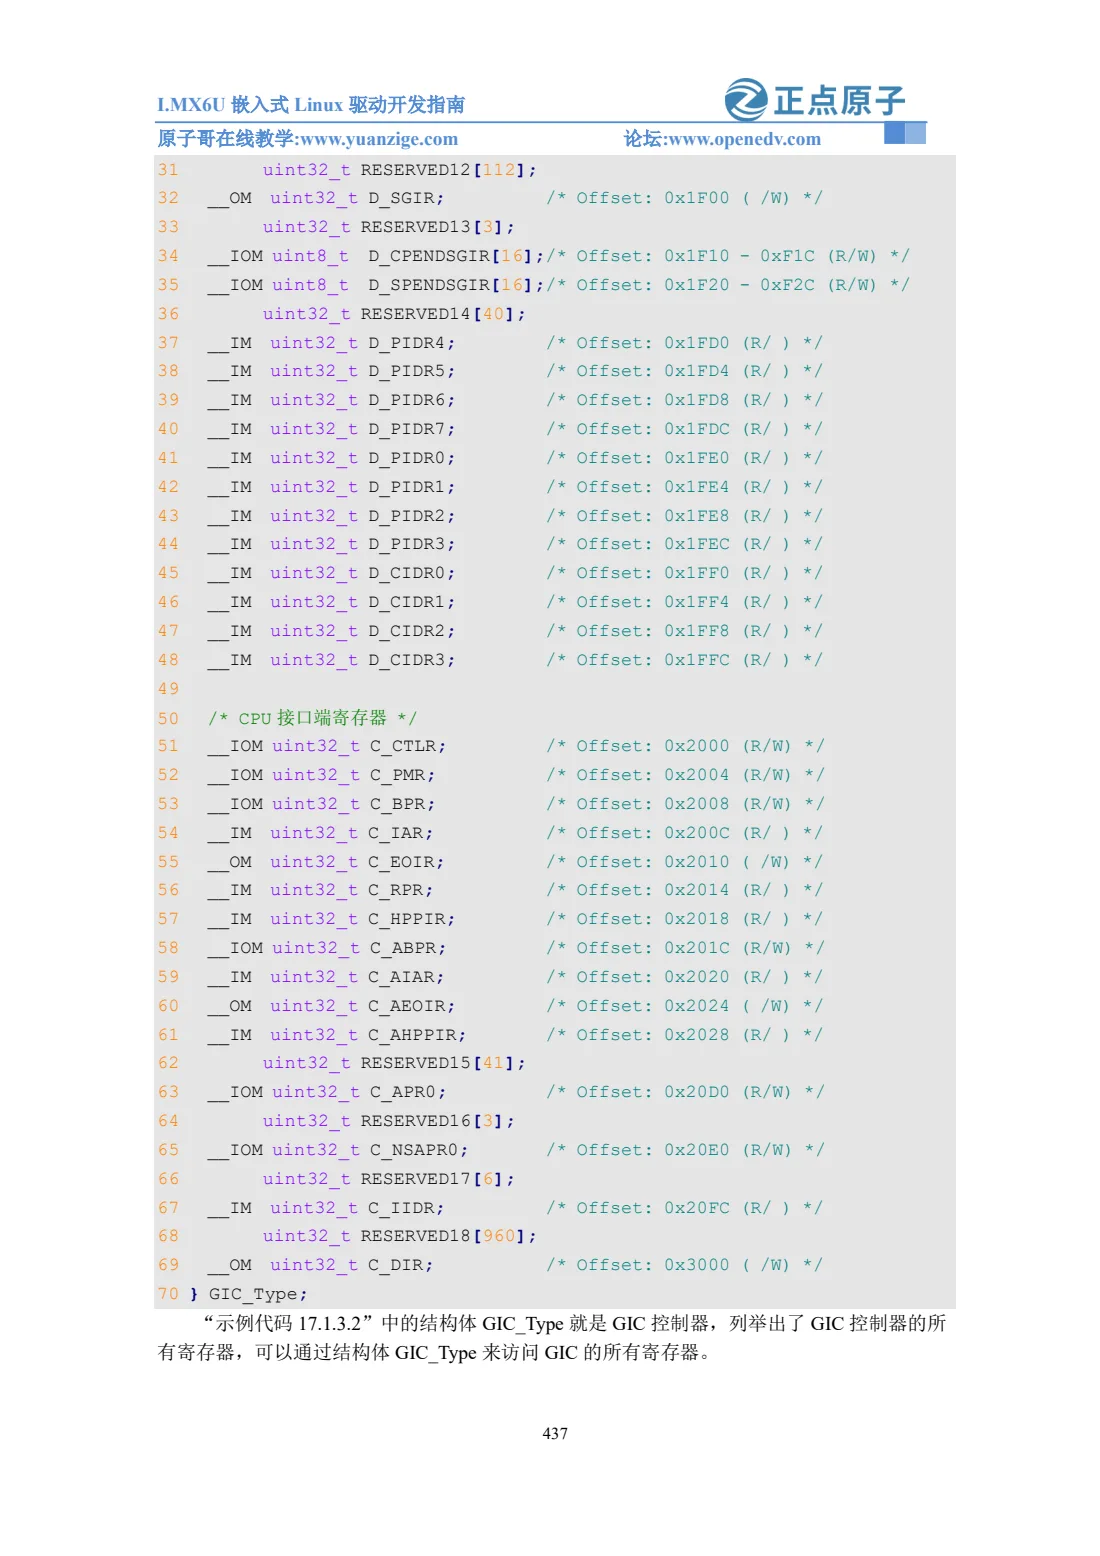 I.MX6U 嵌入式 Linux 驱动开发指南
正点原子
原子哥在线教学:www.yuanzige.com 论坛:www.openedv.com
31 uint32_t RESERVED12[112];
32 __OM uint32_t D_SGIR; /* Offset: 0x1F00 ( /W) */
33 uint32_t RESERVED13[3];
34 __IOM uint8_t D_CPENDSGIR[16];/* Offset: 0x1F10 - 0xF1C (R/W) */
35 __IOM uint8_t D_SPENDSGIR[16];/* Offset: 0x1F20 - 0xF2C (R/W) */
36 uint32_t RESERVED14[40];
37 __IM uint32_t D_PIDR4; /* Offset: 0x1FD0 (R/ ) */
38 __IM uint32_t D_PIDR5; /* Offset: 0x1FD4 (R/ ) */
39 __IM uint32_t D_PIDR6; /* Offset: 0x1FD8 (R/ ) */
40 __IM uint32_t D_PIDR7; /* Offset: 0x1FDC (R/ ) */
41 __IM uint32_t D_PIDR0; /* Offset: 0x1FE0 (R/ ) */
42 __IM uint32_t D_PIDR1; /* Offset: 0x1FE4 (R/ ) */
43 __IM uint32_t D_PIDR2; /* Offset: 0x1FE8 (R/ ) */
44 __IM uint32_t D_PIDR3; /* Offset: 0x1FEC (R/ ) */
45 __IM uint32_t D_CIDR0; /* Offset: 0x1FF0 (R/ ) */
46 __IM uint32_t D_CIDR1; /* Offset: 0x1FF4 (R/ ) */
47 __IM uint32_t D_CIDR2; /* Offset: 0x1FF8 (R/ ) */
48 __IM uint32_t D_CIDR3; /* Offset: 0x1FFC (R/ ) */
49
50 /* CPU 接口端寄存器 */
51 __IOM uint32_t C_CTLR; /* Offset: 0x2000 (R/W) */
52 __IOM uint32_t C_PMR; /* Offset: 0x2004 (R/W) */
53 __IOM uint32_t C_BPR; /* Offset: 0x2008 (R/W) */
54 __IM uint32_t C_IAR; /* Offset: 0x200C (R/ ) */
55 __OM uint32_t C_EOIR; /* Offset: 0x2010 ( /W) */
56 __IM uint32_t C_RPR; /* Offset: 0x2014 (R/ ) */
57 __IM uint32_t C_HPPIR; /* Offset: 0x2018 (R/ ) */
58 __IOM uint32_t C_ABPR; /* Offset: 0x201C (R/W) */
59 __IM uint32_t C_AIAR; /* Offset: 0x2020 (R/ ) */
60 __OM uint32_t C_AEOIR; /* Offset: 0x2024 ( /W) */
61 __IM uint32_t C_AHPPIR; /* Offset: 0x2028 (R/ ) */
62 uint32_t RESERVED15[41];
63 __IOM uint32_t C_APR0; /* Offset: 0x20D0 (R/W) */
64 uint32_t RESERVED16[3];
65 __IOM uint32_t C_NSAPR0; /* Offset: 0x20E0 (R/W) */
66 uint32_t RESERVED17[6];
67 __IM uint32_t C_IIDR; /* Offset: 0x20FC (R/ ) */
68 uint32_t RESERVED18[960];
69 __OM uint32_t C_DIR; /* Offset: 0x3000 ( /W) */
70 } GIC_Type;
“示例代码 17.1.3.2”中的结构体 GIC_Type 就是 GIC 控制器，列举出了 GIC 控制器的所
有寄存器，可以通过结构体 GIC_Type 来访问 GIC 的所有寄存器。
437